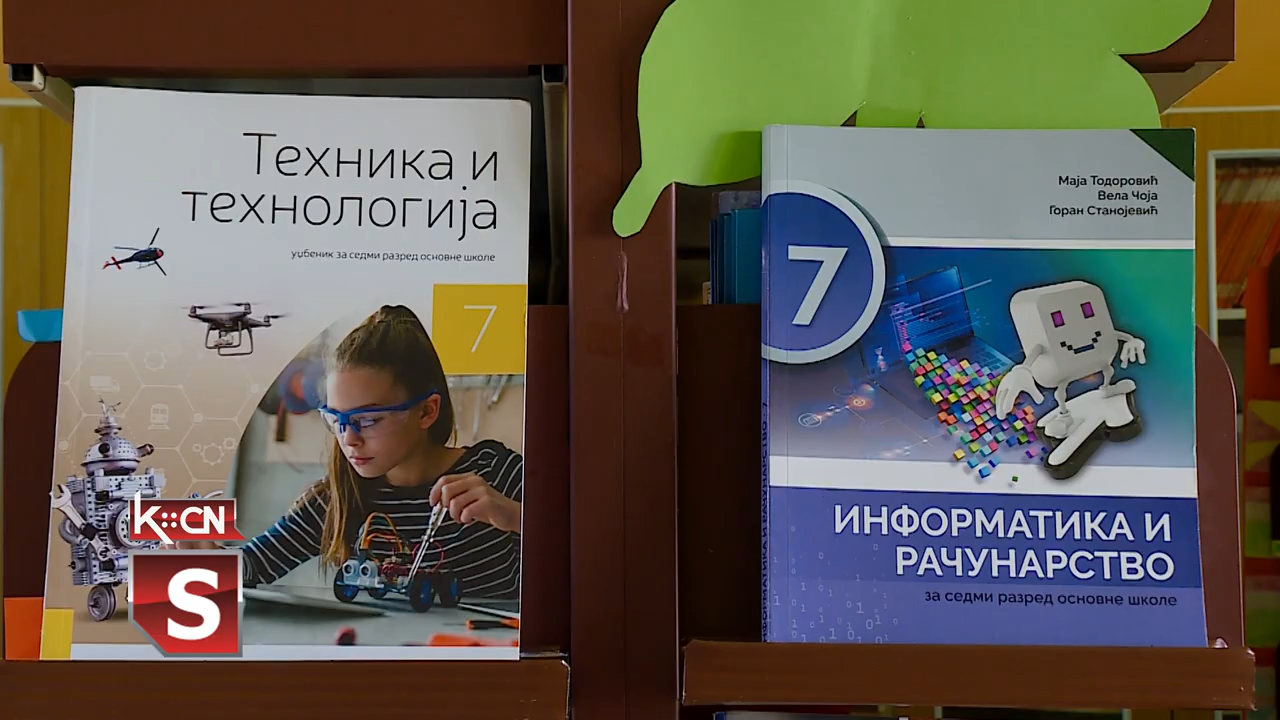 Техника и
технологија
уџбеник за седми разред основне школе
7
K::CN
S
Маја Тодоровић
Вела Чоја
Горан Станојевић
7
ИНФОРМАТИКА И
РАЧУНАРСТВО
за седми разред основне школе